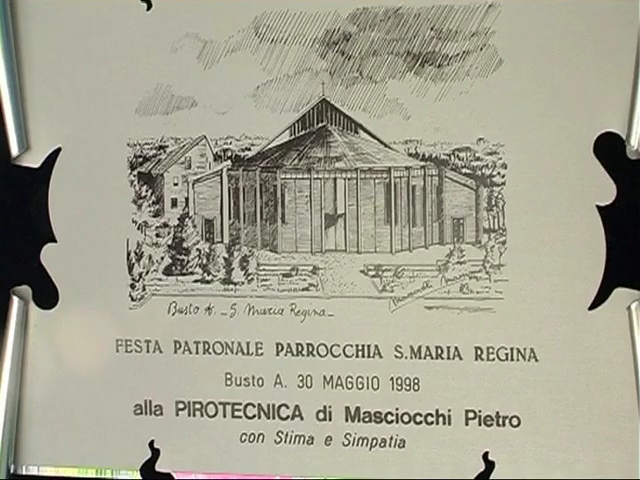 Busto A. - S. Maria Regina -
FESTA PATRONALE PARROCCHIA S.MARIA REGINA
Busto A. 30 MAGGIO 1998
alla PIROTECNICA di Masciocchi Pietro
con Stima e Simpatia